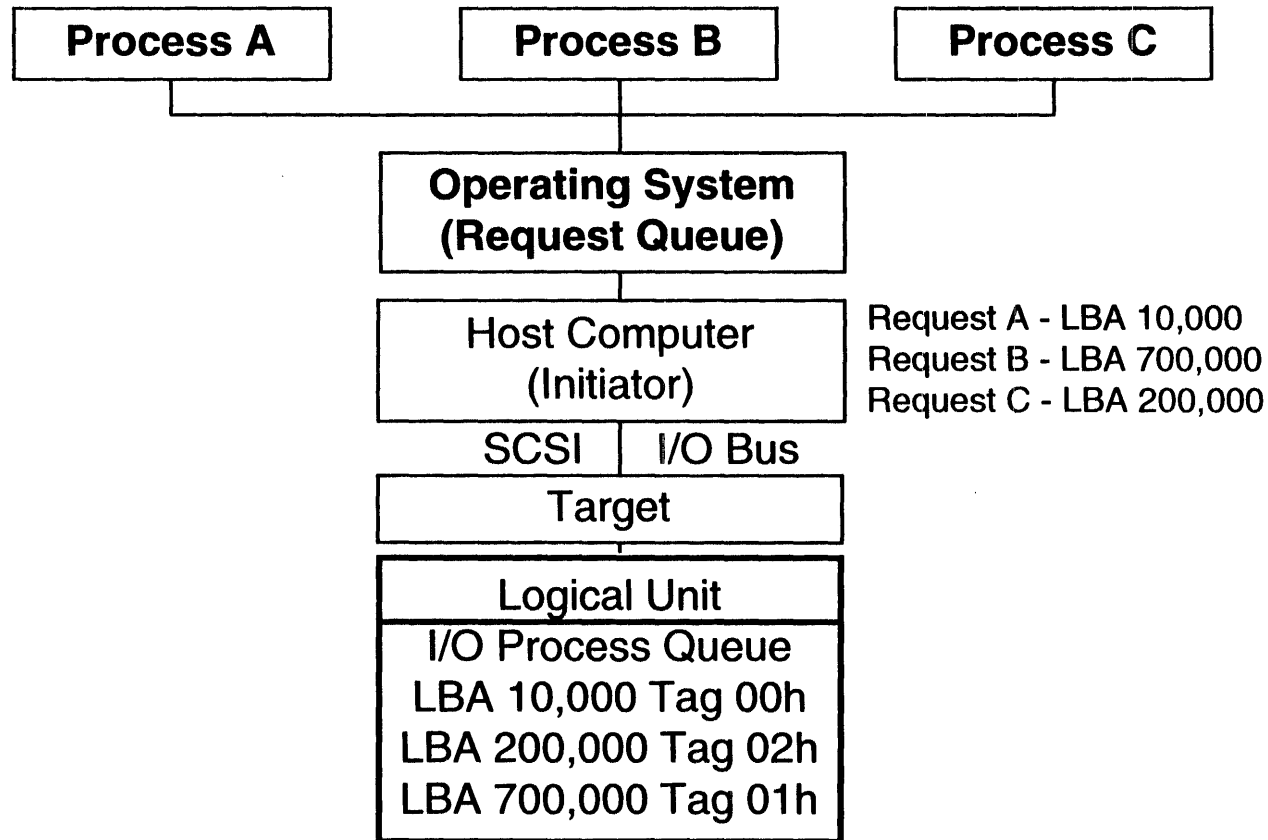 Process A
Process B
Process C
Operating System
(Request Queue)
Host Computer
(Initiator)
Request A - LBA 10,000
Request B - LBA 700,000
Request C - LBA 200,000
SCSI I/O Bus
Target
Logical Unit
I/O Process Queue
LBA 10,000 Tag 00h
LBA 200,000 Tag 02h
LBA 700,000 Tag 01h